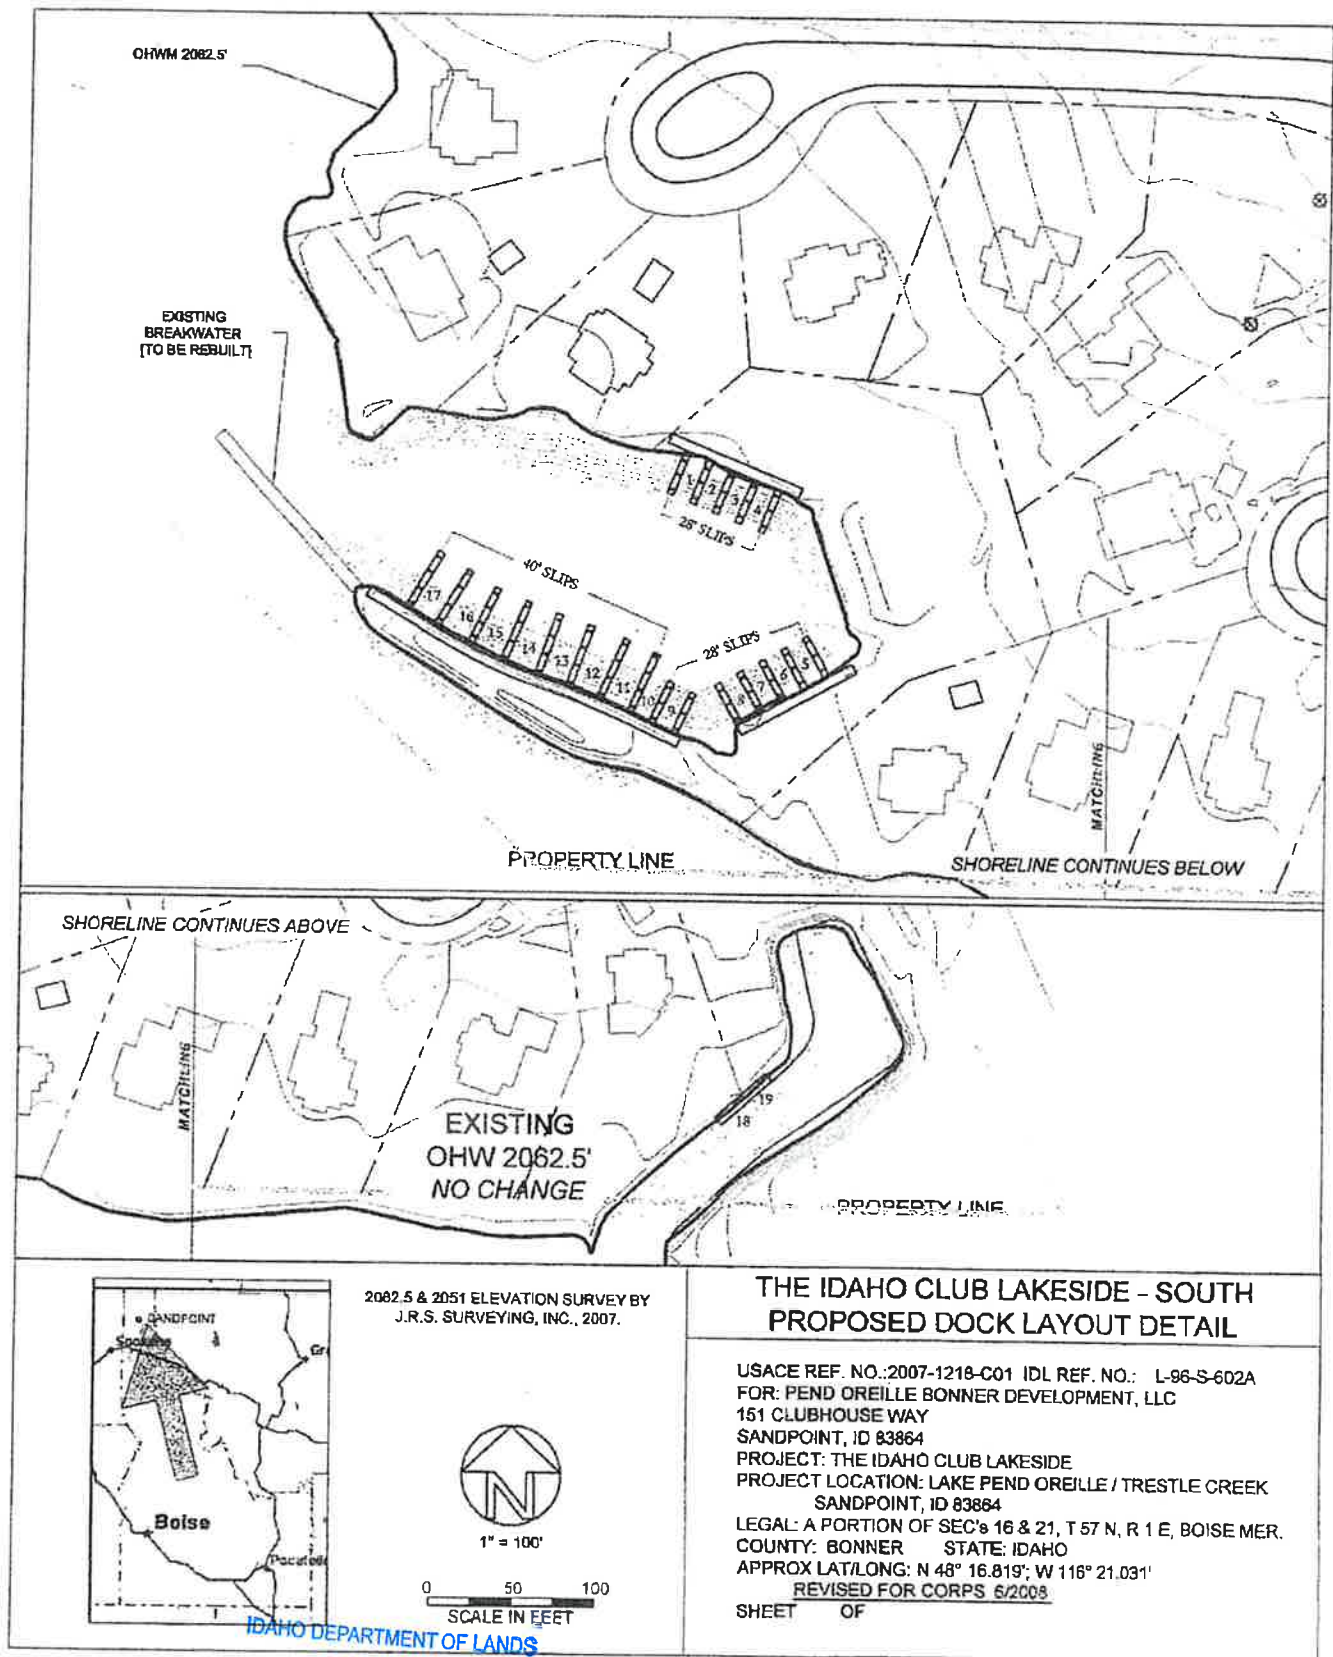 OHWM 2062.5'
EXISTING
BREAKWATER
[TO BE REBUILT]
1
2
3
4
28' SLIPS
40' SLIPS
17
16
15
14
13
12
11
10
9
28' SLIPS
8
7
6
5
MATCHLINE
PROPERTY LINE
SHORELINE CONTINUES BELOW
SHORELINE CONTINUES ABOVE
MATCHLINE
19
18
EXISTING
OHW 2062.5'
NO CHANGE
PROPERTY LINE
SANDPOINT
Spokane
Boise
2062.5 & 2051 ELEVATION SURVEY BY
J.R.S. SURVEYING, INC., 2007.
N
1" = 100'
0 50 100
SCALE IN FEET
IDAHO DEPARTMENT OF LANDS
THE IDAHO CLUB LAKESIDE - SOUTH
PROPOSED DOCK LAYOUT DETAIL
USACE REF. NO.:2007-1218-C01 IDL REF. NO.: L-96-S-602A
FOR: PEND OREILLE BONNER DEVELOPMENT, LLC
151 CLUBHOUSE WAY
SANDPOINT, ID 83864
PROJECT: THE IDAHO CLUB LAKESIDE
PROJECT LOCATION: LAKE PEND OREILLE / TRESTLE CREEK
SANDPOINT, ID 83864
LEGAL: A PORTION OF SEC's 16 & 21, T 57 N, R 1 E, BOISE MER.
COUNTY: BONNER STATE: IDAHO
APPROX LAT/LONG: N 48° 16.819'; W 116° 21.031'
REVISED FOR CORPS 6/2008
SHEET OF